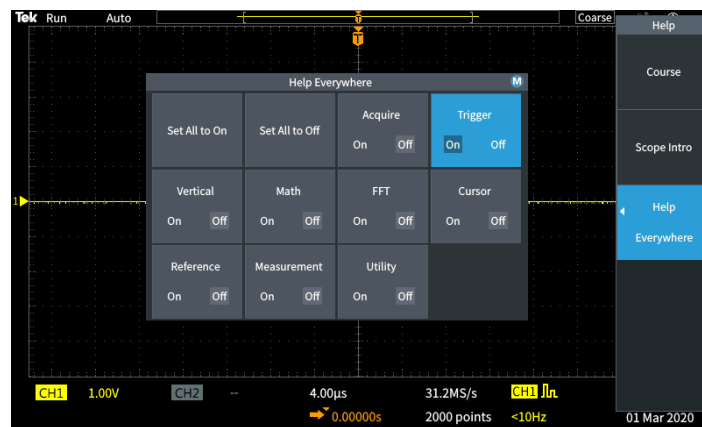 Tek Run Auto Coarse
T
T
Help
Course
Scope Intro
Help
Everywhere
Help Everywhere M
Set All to On
Set All to Off
Acquire
On Off
Trigger
On Off
Vertical
On Off
Math
On Off
FFT
On Off
Cursor
On Off
Reference
On Off
Measurement
On Off
Utility
On Off
1
CH1 1.00V CH2 -- 4.00µs 31.2MS/s CH1
0.00000s 2000 points <10Hz 01 Mar 2020